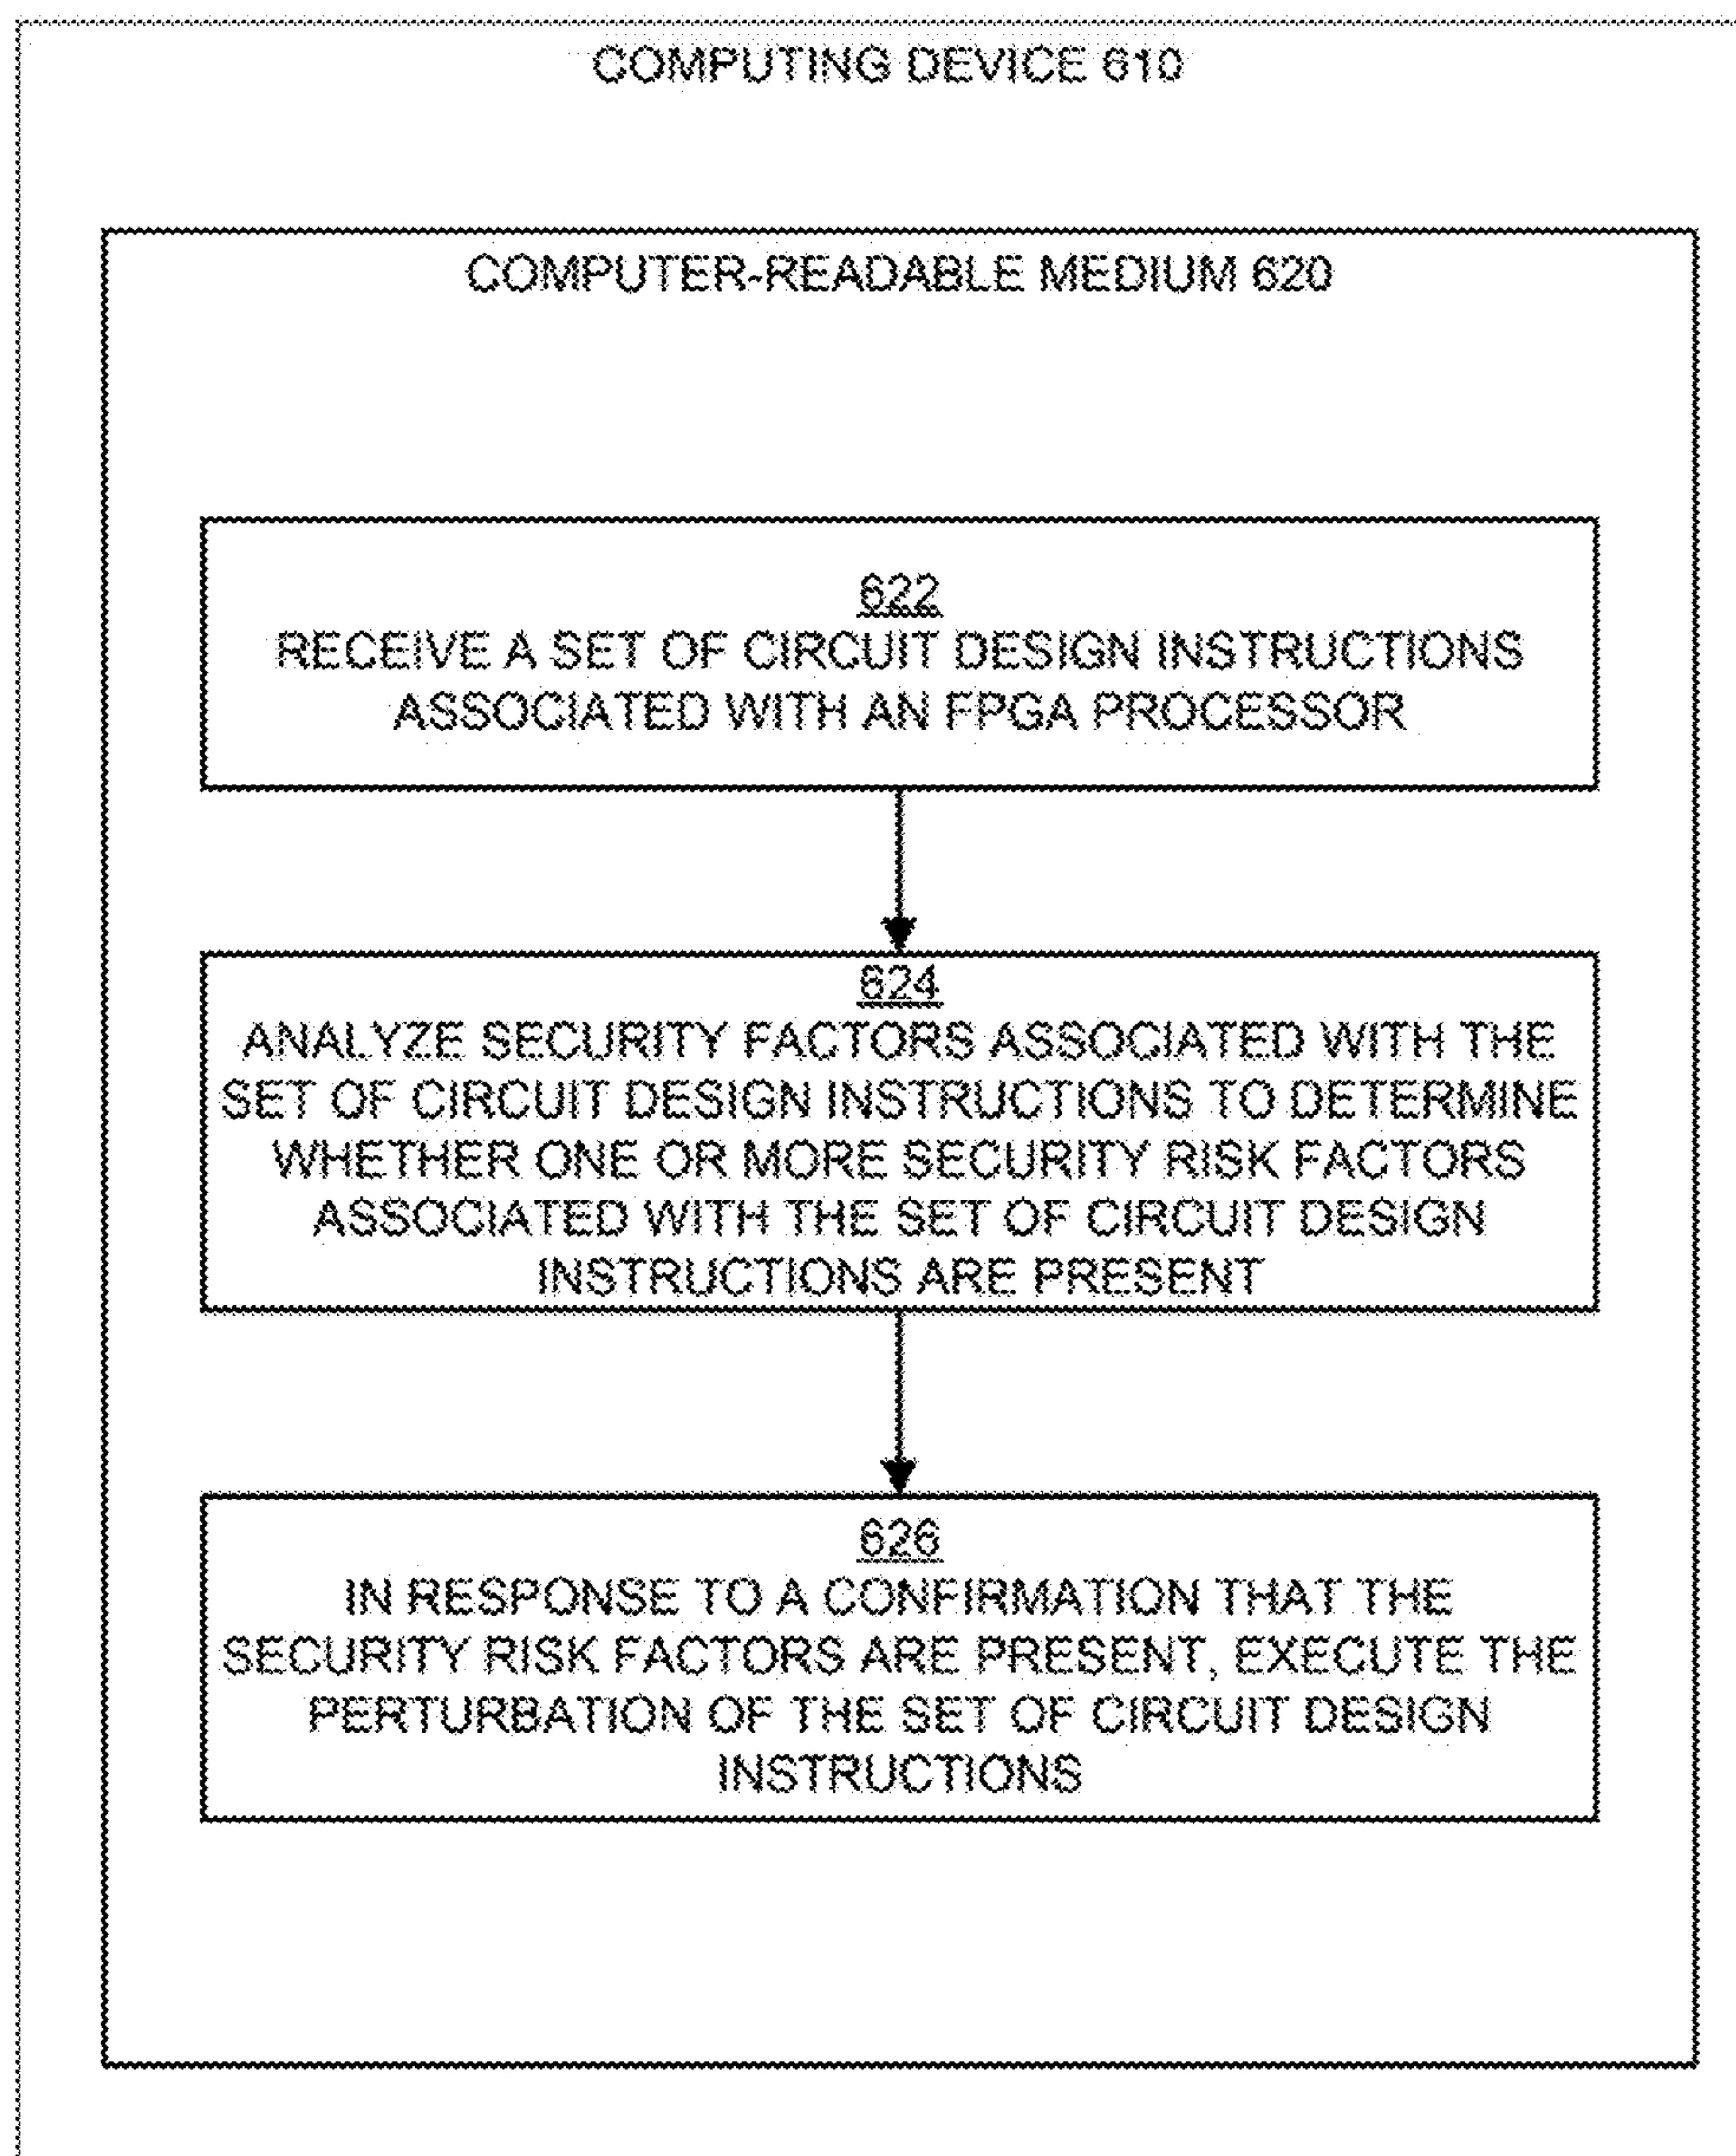 COMPUTING DEVICE 610
COMPUTER-READABLE MEDIUM 620
622
RECEIVE A SET OF CIRCUIT DESIGN INSTRUCTIONS
ASSOCIATED WITH AN FPGA PROCESSOR
624
ANALYZE SECURITY FACTORS ASSOCIATED WITH THE
SET OF CIRCUIT DESIGN INSTRUCTIONS TO DETERMINE
WHETHER ONE OR MORE SECURITY RISK FACTORS
ASSOCIATED WITH THE SET OF CIRCUIT DESIGN
INSTRUCTIONS ARE PRESENT
626
IN RESPONSE TO A CONFIRMATION THAT THE
SECURITY RISK FACTORS ARE PRESENT, EXECUTE THE
PERTURBATION OF THE SET OF CIRCUIT DESIGN
INSTRUCTIONS